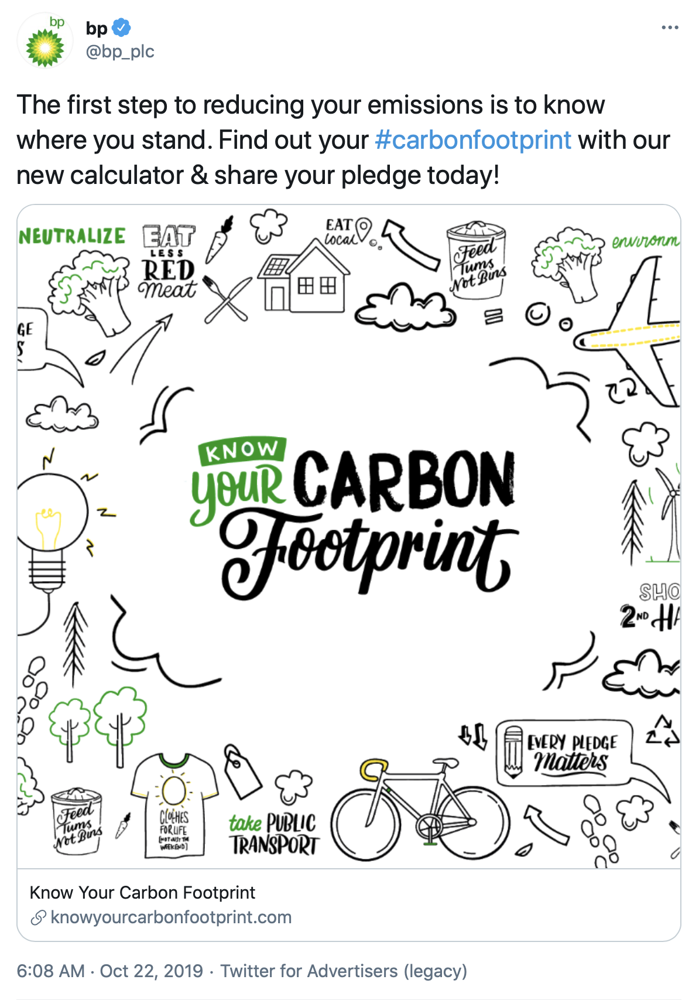 bp
bp
@bp_plc
The first step to reducing your emissions is to know
where you stand. Find out your #carbonfootprint with our
new calculator & share your pledge today!
NEUTRALIZE
EAT
LESS
RED
meat
EAT
local
Feed
Tums
Not Bins
environm
GE
S
KNOW
YOUR CARBON
Footprint
SHO
2ND HA
EVERY PLEDGE
Matters
Feed
Tums
Not Bins
CLOTHES
FOR LIFE
[NOT JUST THE
WEEKEND]
take PUBLIC
TRANSPORT
Know Your Carbon Footprint
knowyourcarbonfootprint.com
6:08 AM · Oct 22, 2019 · Twitter for Advertisers (legacy)